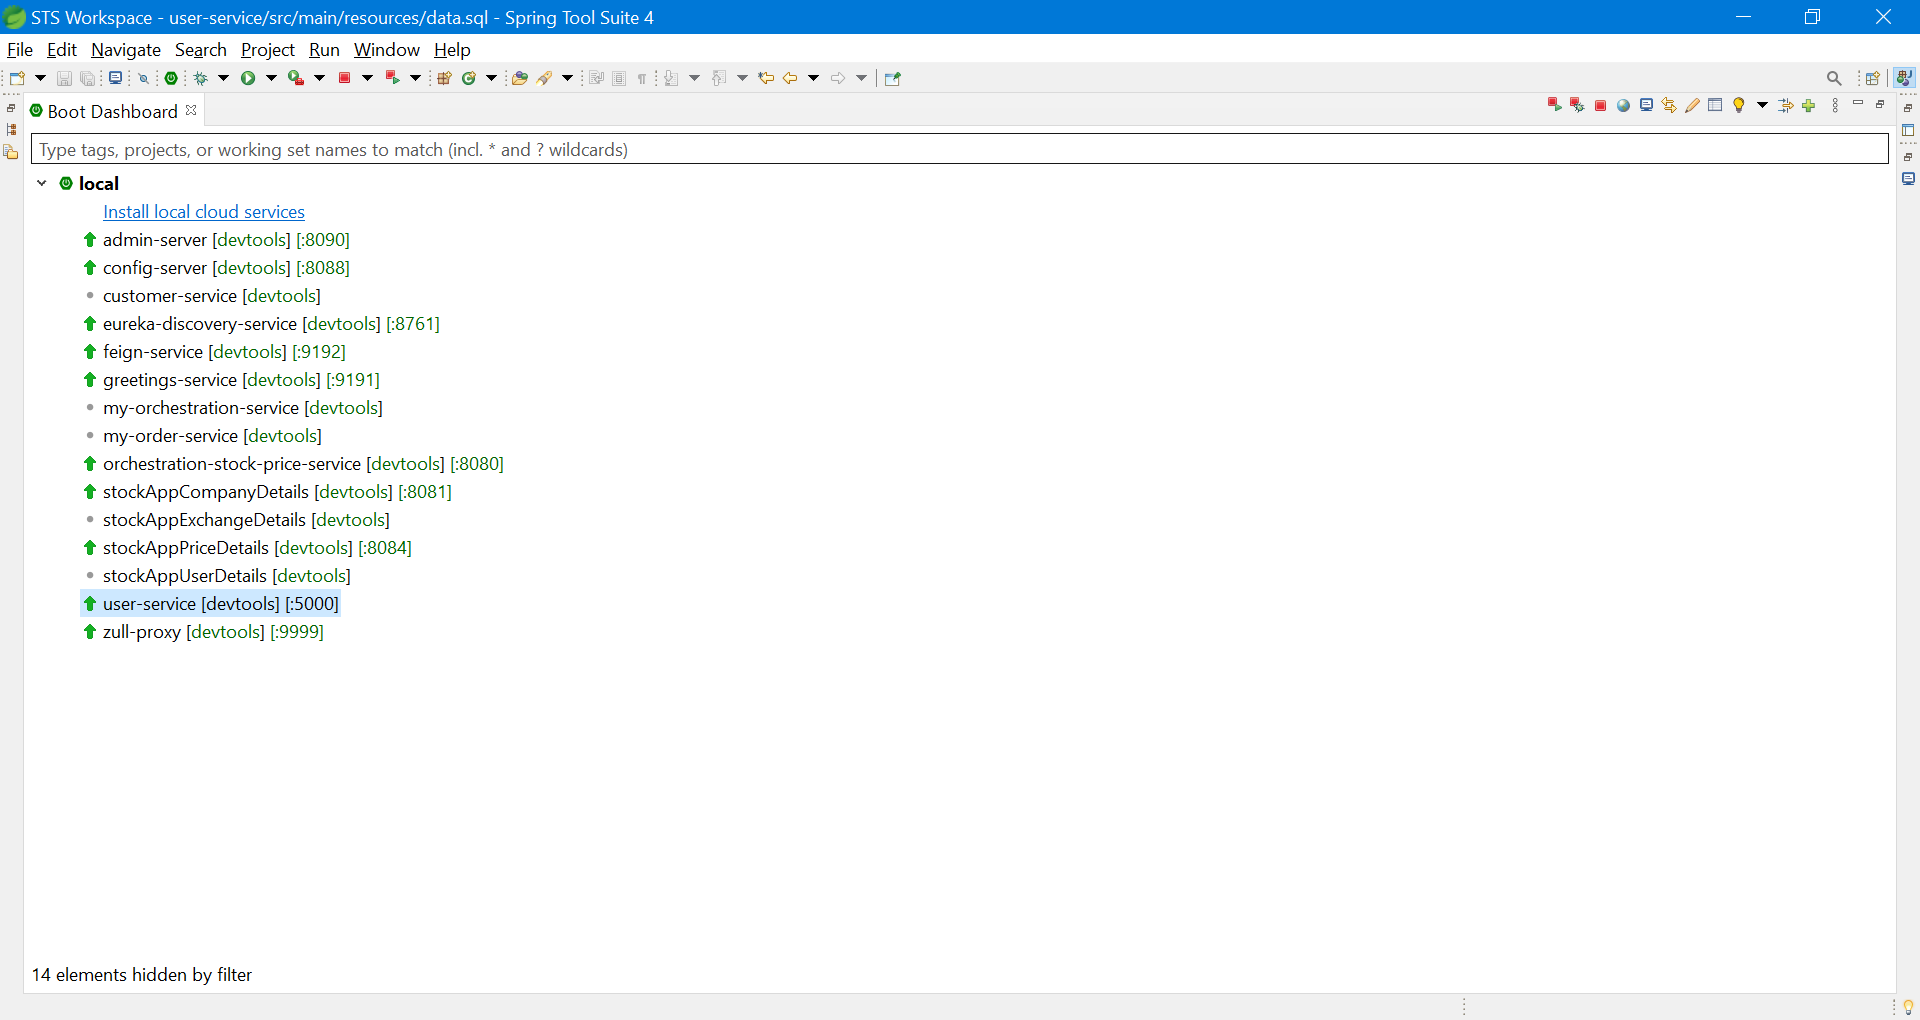 STS Workspace - user-service/src/main/resources/data.sql - Spring Tool Suite 4
File Edit Navigate Search Project Run Window Help
Boot Dashboard
Type tags, projects, or working set names to match (incl. * and ? wildcards)
local
Install local cloud services
admin-server [devtools] [:8090]
config-server [devtools] [:8088]
customer-service [devtools]
eureka-discovery-service [devtools] [:8761]
feign-service [devtools] [:9192]
greetings-service [devtools] [:9191]
my-orchestration-service [devtools]
my-order-service [devtools]
orchestration-stock-price-service [devtools] [:8080]
stockAppCompanyDetails [devtools] [:8081]
stockAppExchangeDetails [devtools]
stockAppPriceDetails [devtools] [:8084]
stockAppUserDetails [devtools]
user-service [devtools] [:5000]
zull-proxy [devtools] [:9999]
14 elements hidden by filter